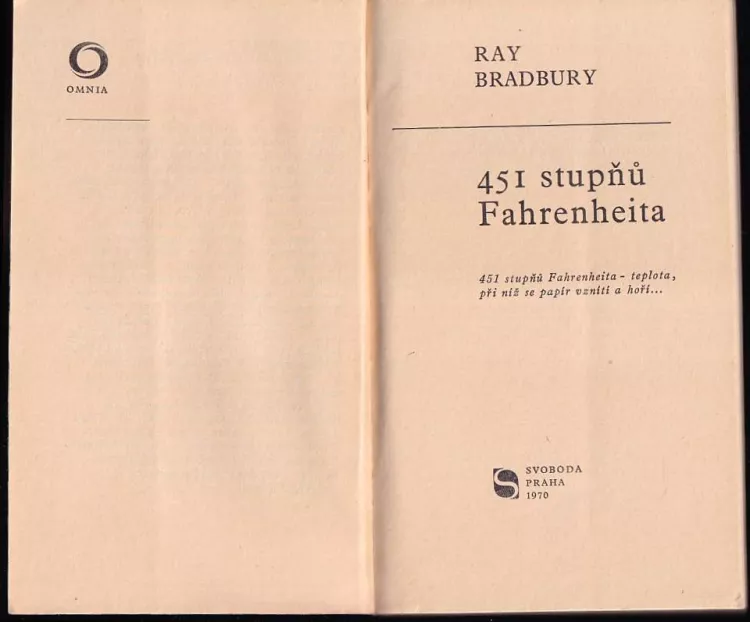 OMNIA
RAY
BRADBURY
451 stupňů
Fahrenheita
451 stupňů Fahrenheita - teplota,
při níž se papír vznítí a hoří...
SVOBODA
PRAHA
1970